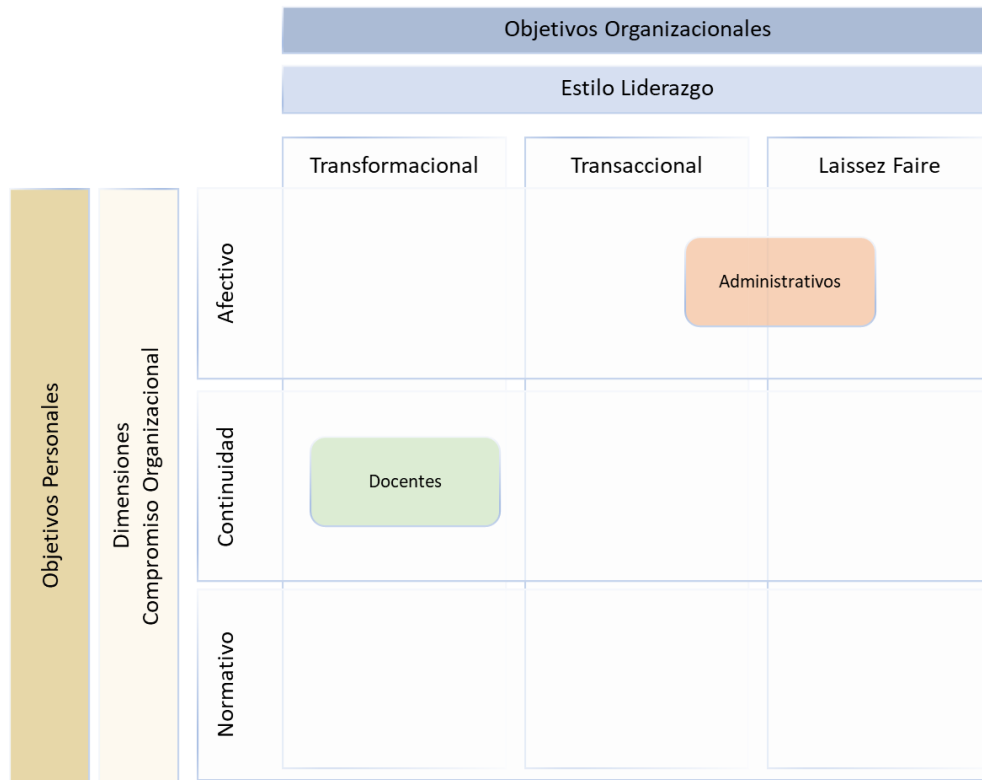 Objetivos Organizacionales
Estilo Liderazgo
Transformacional
Transaccional
Laissez Faire
Objetivos Personales
Dimensiones
Compromiso Organizacional
Afectivo
Administrativos
Continuidad
Docentes
Normativo